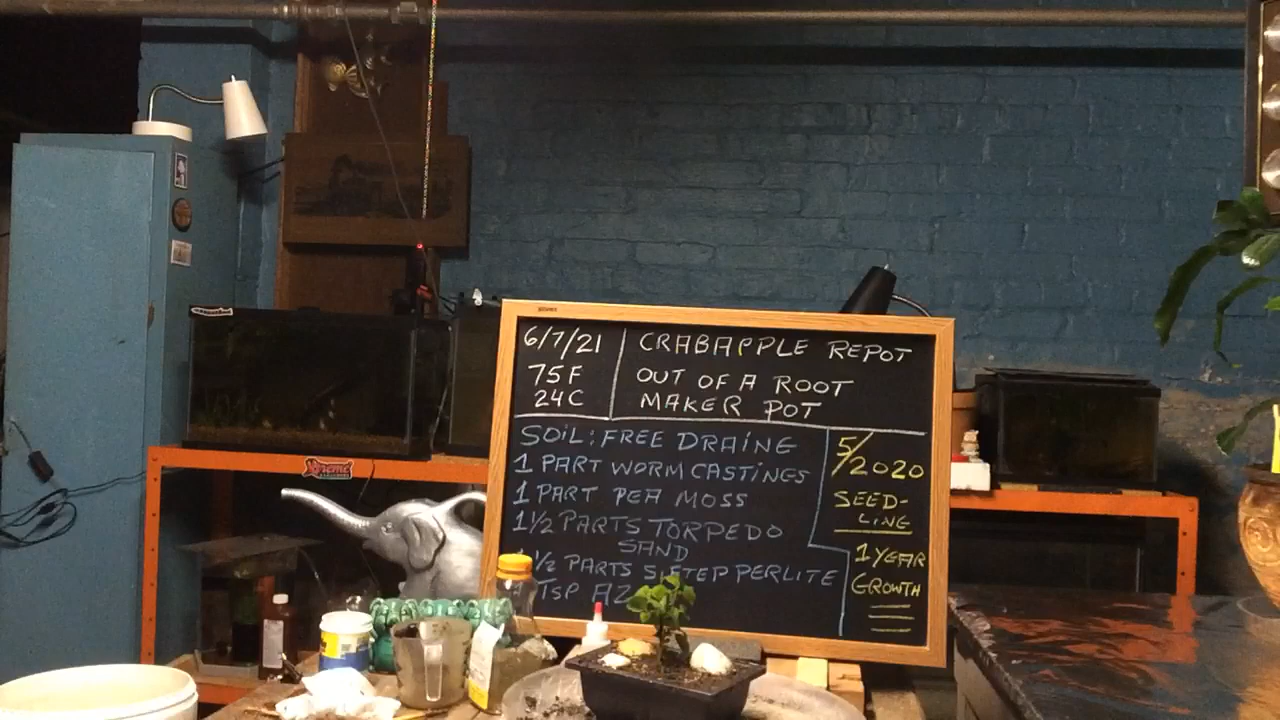 6/7/21
75F
24C
CRABAPPLE REPOT
OUT OF A ROOT
MAKER POT
SOIL: FREE DRAINE
1 PART WORM CASTINGS
1 PART PEA MOSS
1 1/2 PARTS TORPEDO
SAND
1/2 PARTS SIFTEP PERLITE
TSP AZ
5/2020
SEED-
LING
1 YEAR
GROWTH
Xtreme